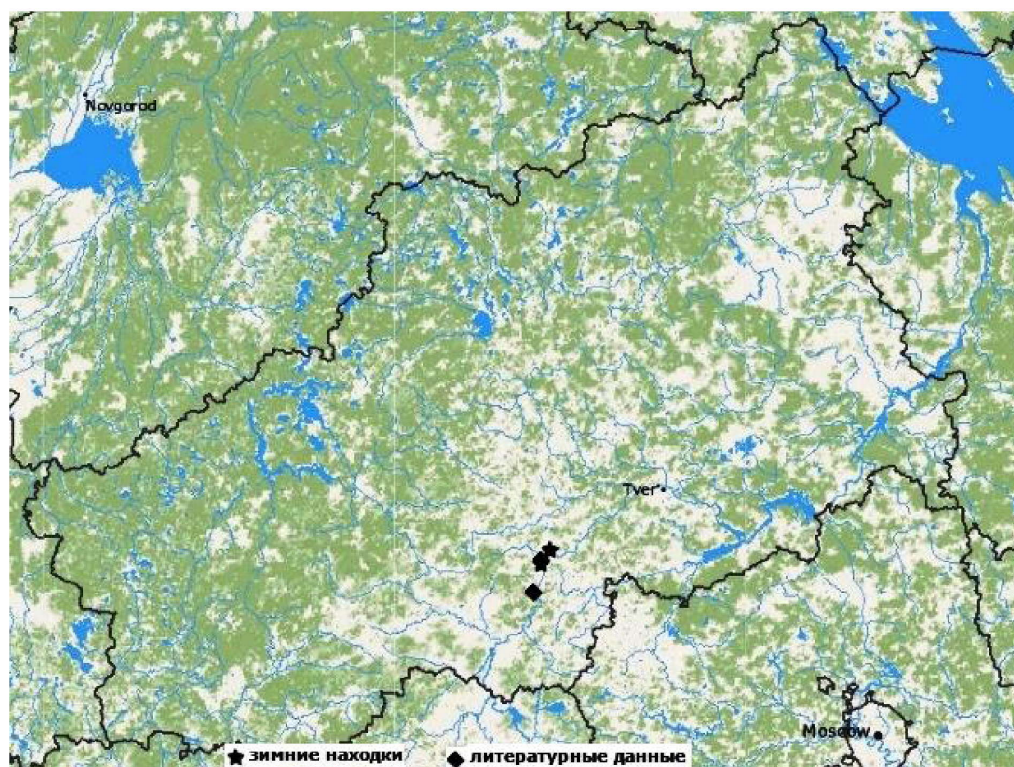 Novgorod
Tver'
Moscow
зимние находки
литературные данные